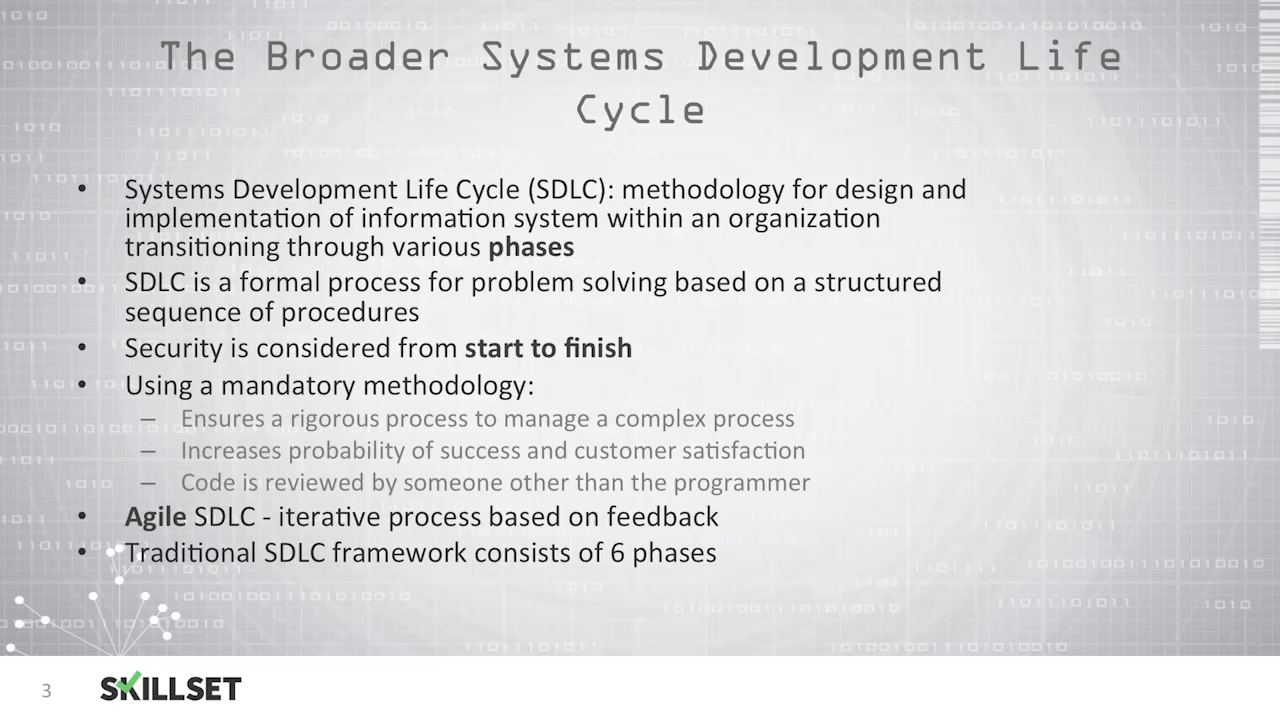 The Broader Systems Development Life
Cycle
• Systems Development Life Cycle (SDLC): methodology for design and
implementation of information system within an organization
transitioning through various phases
• SDLC is a formal process for problem solving based on a structured
sequence of procedures
• Security is considered from start to finish
• Using a mandatory methodology:
– Ensures a rigorous process to manage a complex process
– Increases probability of success and customer satisfaction
– Code is reviewed by someone other than the programmer
• Agile SDLC - iterative process based on feedback
• Traditional SDLC framework consists of 6 phases
3
SKILLSET